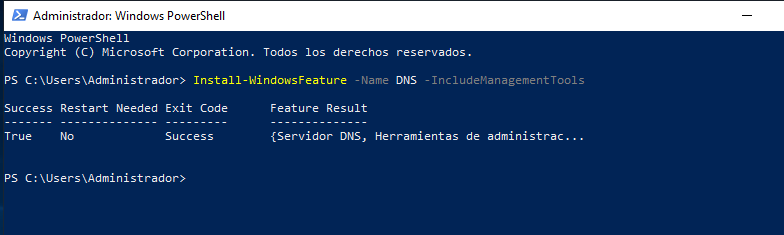 Administrador: Windows PowerShell
Windows PowerShell
Copyright (C) Microsoft Corporation. Todos los derechos reservados.
PS C:\Users\Administrador> Install-WindowsFeature -Name DNS -IncludeManagementTools
Success Restart Needed Exit Code      Feature Result
------- -------------- ---------      --------------
True    No             Success        {Servidor DNS, Herramientas de administrac...
PS C:\Users\Administrador>